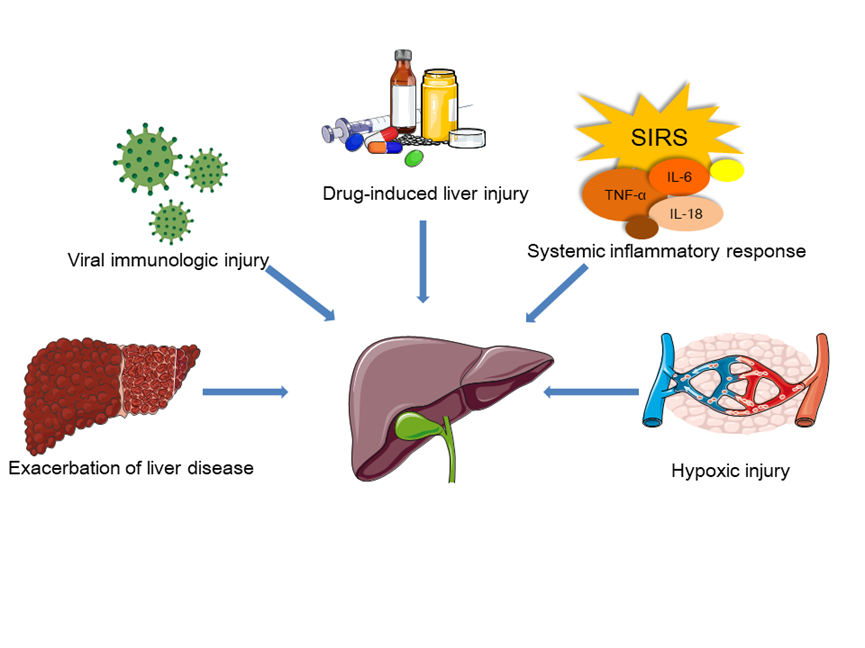 SIRS
IL-6
TNF-α
IL-18
Drug-induced liver injury
Systemic inflammatory response
Viral immunologic injury
Exacerbation of liver disease
Hypoxic injury